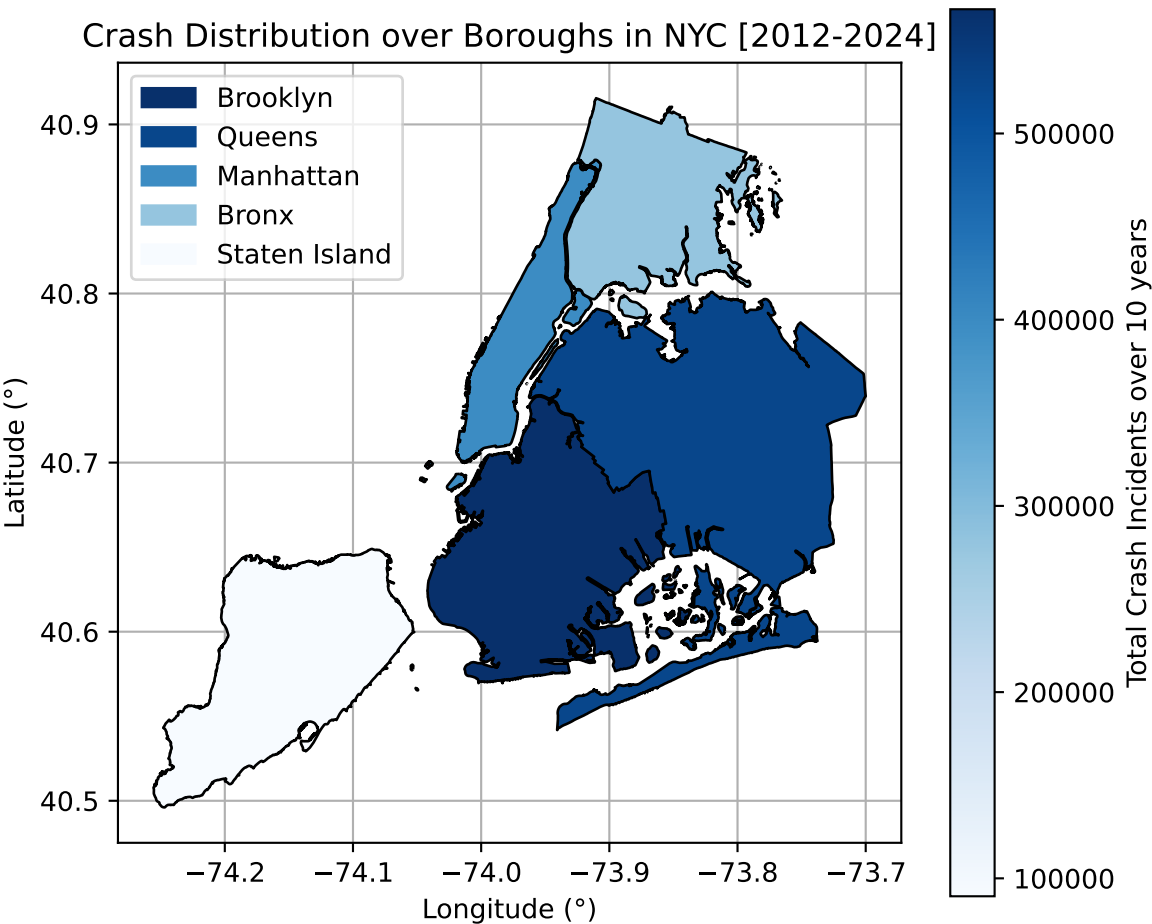 Crash Distribution over Boroughs in NYC [2012-2024]
Brooklyn
Queens
Manhattan
Bronx
Staten Island
40.9
40.8
40.7
40.6
40.5
Latitude (°)
−74.2
−74.1
−74.0
−73.9
−73.8
−73.7
Longitude (°)
500000
400000
300000
200000
100000
Total Crash Incidents over 10 years